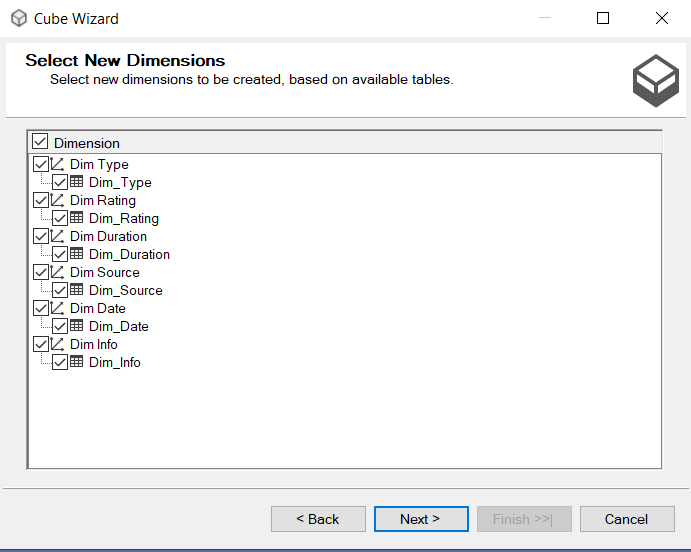 Cube Wizard
Select New Dimensions
Select new dimensions to be created, based on available tables.
Dimension
Dim Type
Dim_Type
Dim Rating
Dim_Rating
Dim Duration
Dim_Duration
Dim Source
Dim_Source
Dim Date
Dim_Date
Dim Info
Dim_Info
< Back Next > Finish >>| Cancel